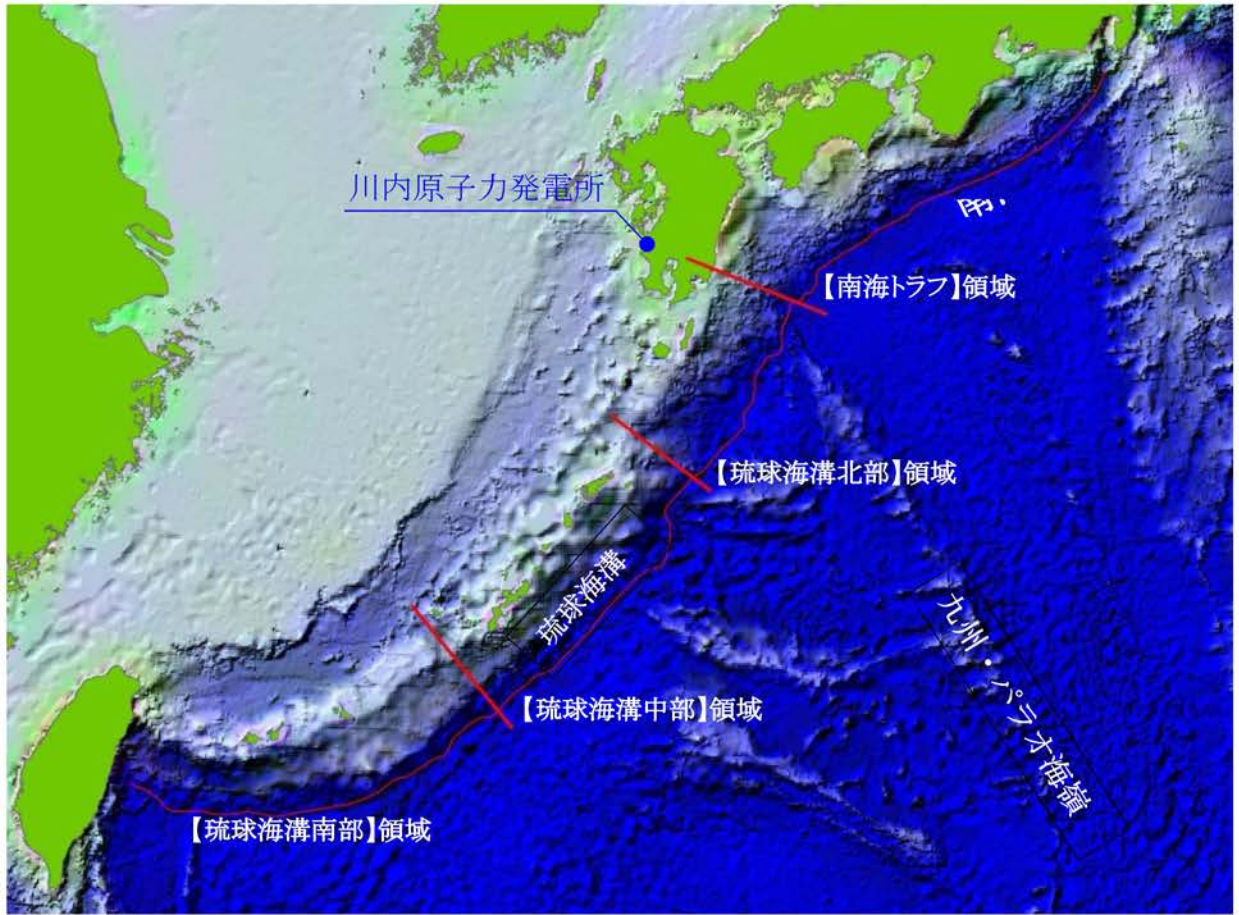 南
川内原子力発電所
【南海トラフ】領域
【琉球海溝北部】領域
琉球海溝
九州・パラオ海嶺
【琉球海溝中部】領域
【琉球海溝南部】領域